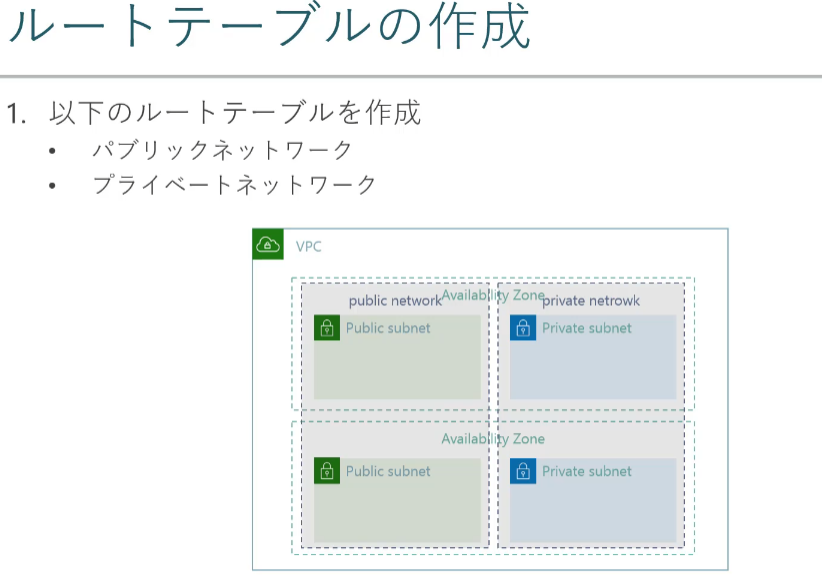 ルートテーブルの作成
1. 以下のルートテーブルを作成
• パブリックネットワーク
• プライベートネットワーク
VPC
Availability Zone
public network
private netrowk
Public subnet
Private subnet
Availability Zone
Public subnet
Private subnet